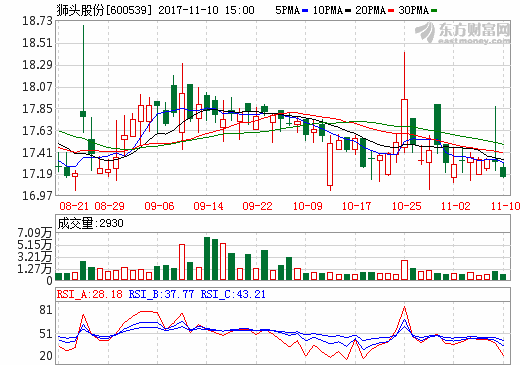 狮头股份[600539] 2017-11-10 15:00 5PMA 10PMA 20PMA 30PMA
东方财富网
eastmoney.com
18.73
18.51
18.29
18.07
17.85
17.63
17.41
17.19
16.97
08-21 08-29 09-06 09-14 09-22 10-09 10-17 10-25 11-02 11-10
成交量:2930
7.09万
5.15万
3.21万
1.27万
0
RSI_A:28.18 RSI_B:37.77 RSI_C:43.21
81
51
20